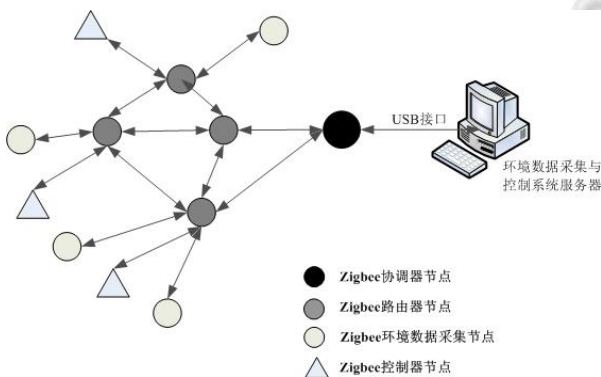 USB接口
环境数据采集与
控制系统服务器
Zigbee协调器节点
Zigbee路由器节点
Zigbee环境数据采集节点
Zigbee控制器节点